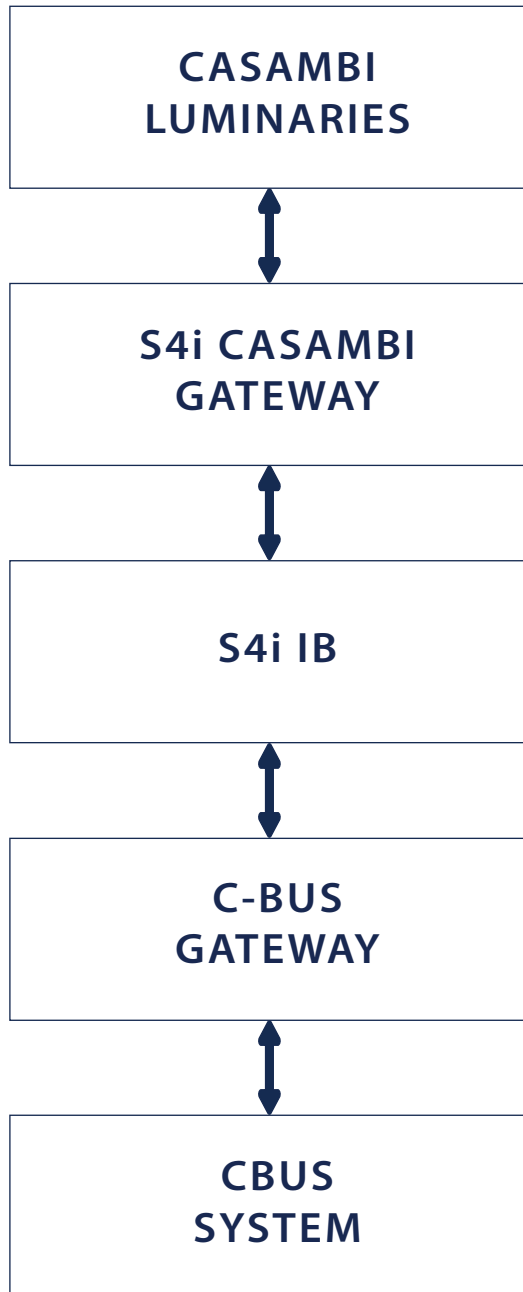 CASAMBI
LUMINARIES
S4i CASAMBI
GATEWAY
S4i IB
C-BUS
GATEWAY
CBUS
SYSTEM